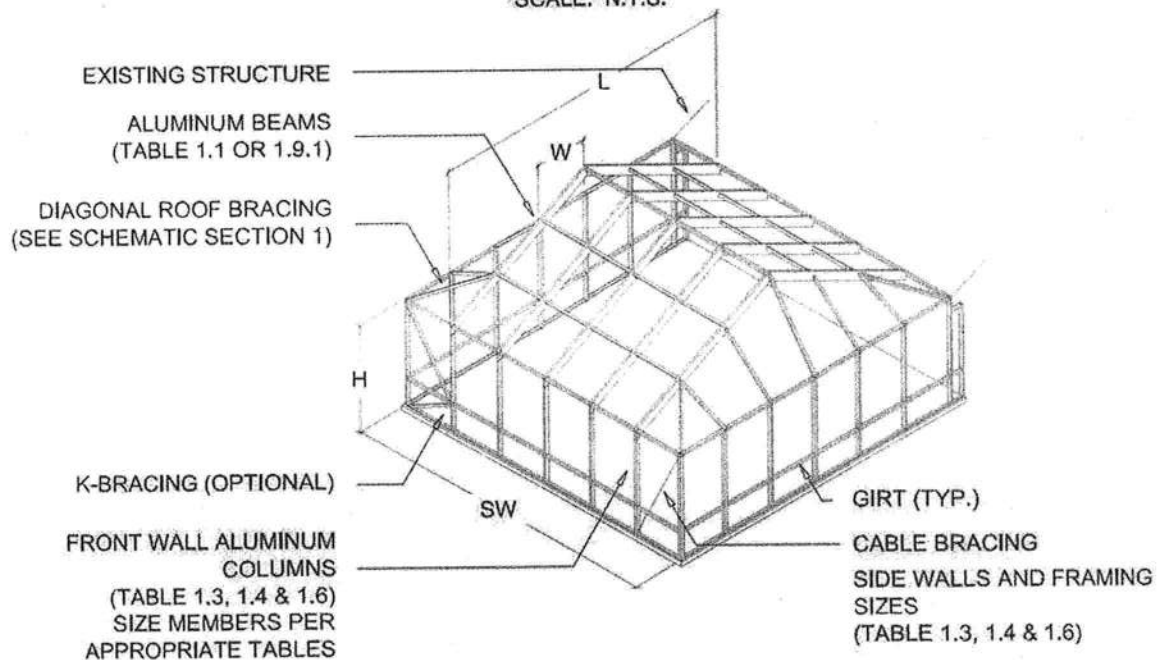 SCALE: N.T.S.
EXISTING STRUCTURE
L
ALUMINUM BEAMS
(TABLE 1.1 OR 1.9.1)
W
DIAGONAL ROOF BRACING
(SEE SCHEMATIC SECTION 1)
H
K-BRACING (OPTIONAL)
SW
GIRT (TYP.)
FRONT WALL ALUMINUM
COLUMNS
(TABLE 1.3, 1.4 & 1.6)
SIZE MEMBERS PER
APPROPRIATE TABLES
CABLE BRACING
SIDE WALLS AND FRAMING
SIZES
(TABLE 1.3, 1.4 & 1.6)